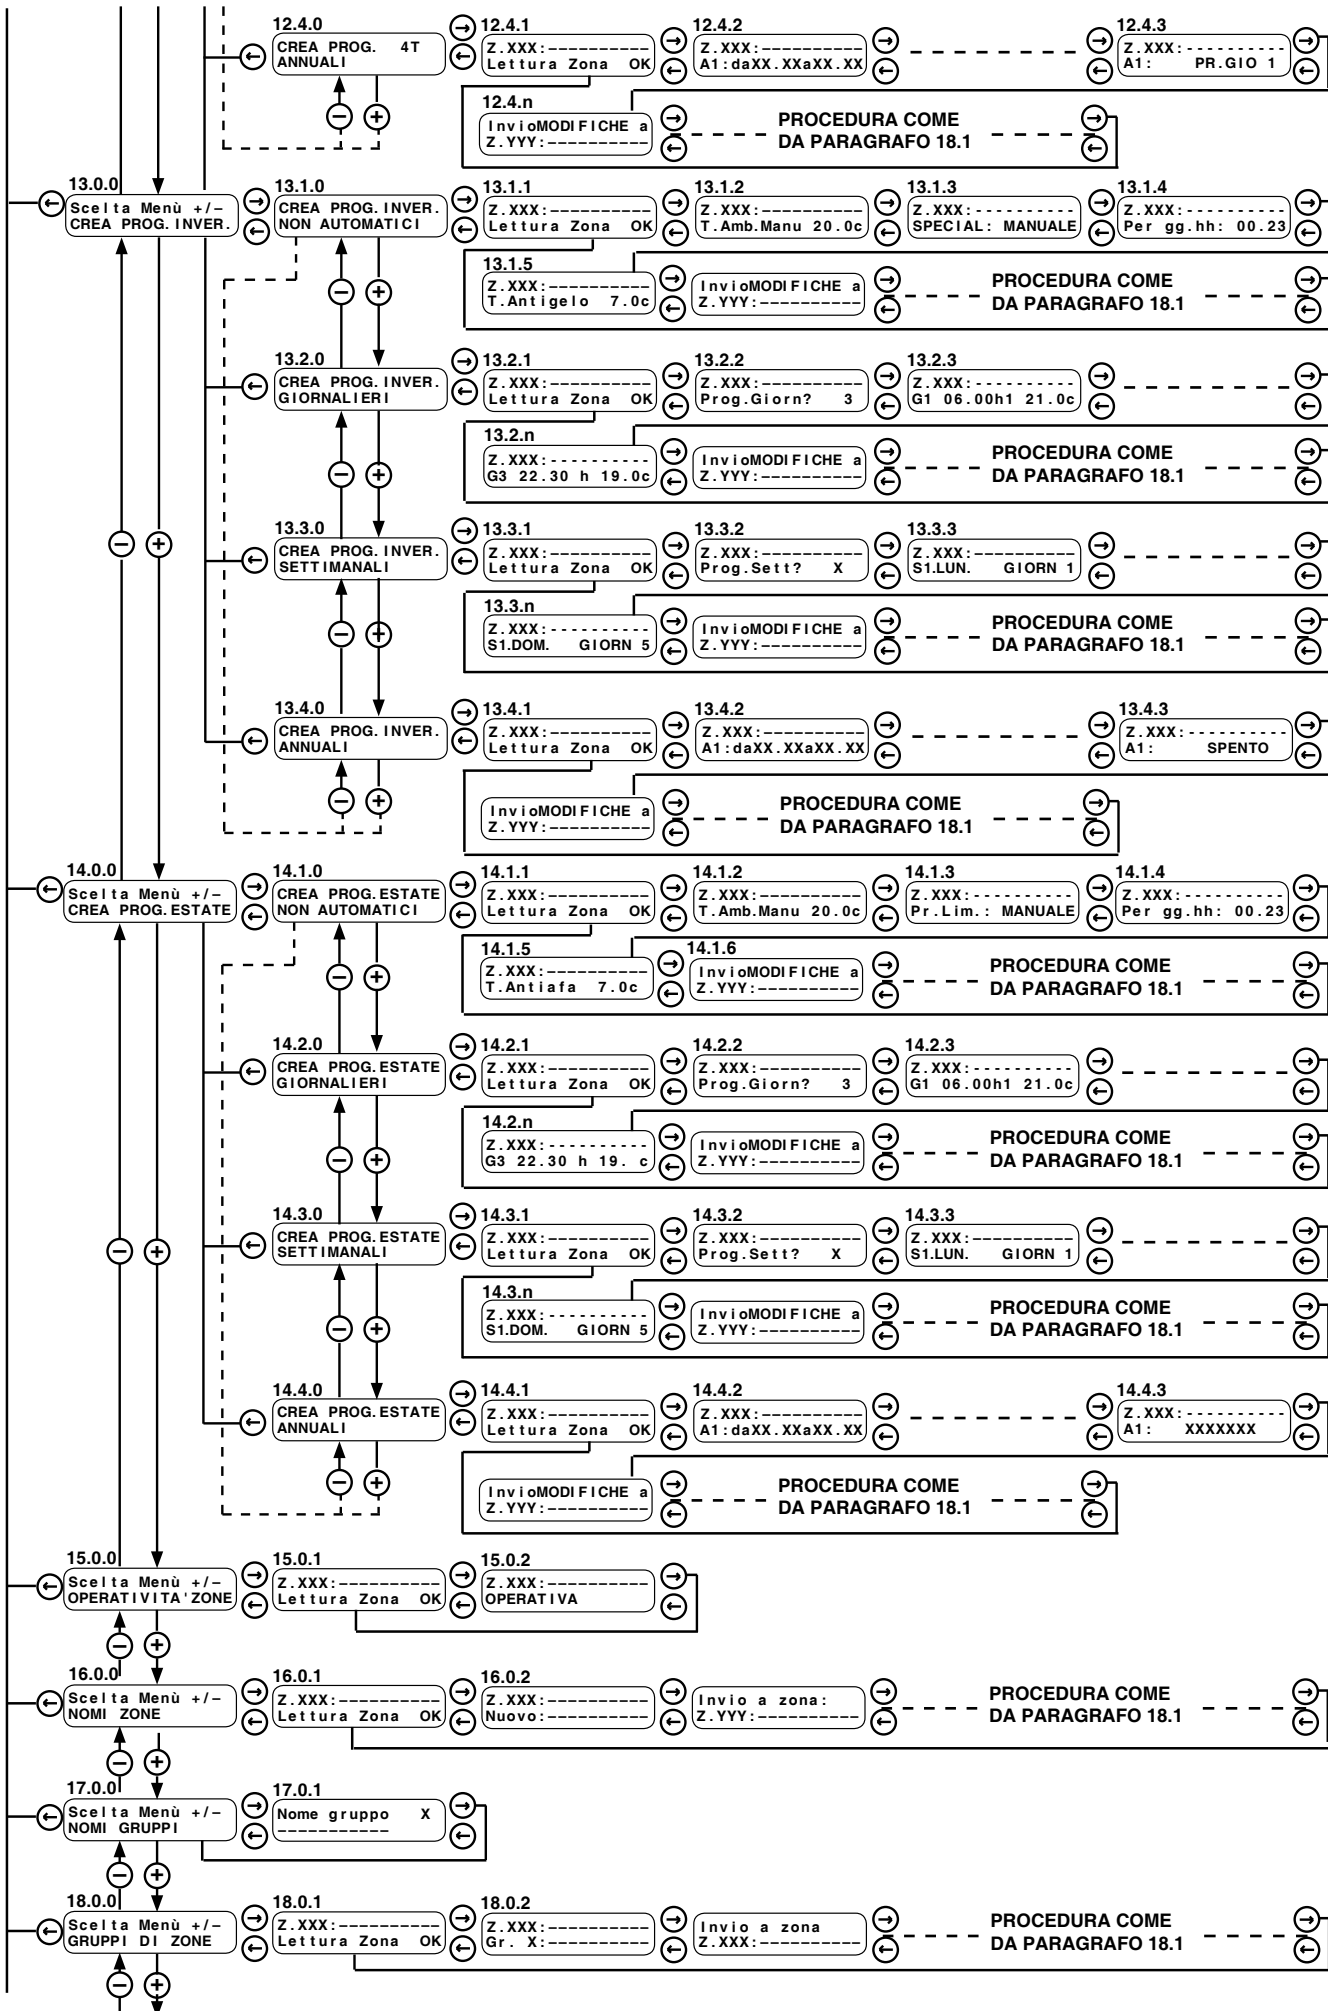 12.4.0
CREA PROG. 4T
ANNUALI
12.4.1
Z.XXX:----------
Lettura Zona OK
12.4.2
Z.XXX:----------
A1:daXX.XXaXX.XX
12.4.3
Z.XXX:----------
A1: PR.GIO 1
12.4.n
InvioMODIFICHE a
Z.YYY:----------
PROCEDURA COME
DA PARAGRAFO 18.1
13.0.0
Scelta Menù +/-
CREA PROG.INVER.
13.1.0
CREA PROG.INVER.
NON AUTOMATICI
13.1.1
Z.XXX:----------
Lettura Zona OK
13.1.2
Z.XXX:----------
T.Amb.Manu 20.0c
13.1.3
Z.XXX:----------
SPECIAL: MANUALE
13.1.4
Z.XXX:----------
Per gg.hh: 00.23
13.1.5
Z.XXX:----------
T.Antigelo 7.0c
InvioMODIFICHE a
Z.YYY:----------
PROCEDURA COME
DA PARAGRAFO 18.1
13.2.0
CREA PROG.INVER.
GIORNALIERI
13.2.1
Z.XXX:----------
Lettura Zona OK
13.2.2
Z.XXX:----------
Prog.Giorn? 3
13.2.3
Z.XXX:----------
G1 06.00h1 21.0c
13.2.n
Z.XXX:----------
G3 22.30 h 19.0c
InvioMODIFICHE a
Z.YYY:----------
PROCEDURA COME
DA PARAGRAFO 18.1
13.3.0
CREA PROG.INVER.
SETTIMANALI
13.3.1
Z.XXX:----------
Lettura Zona OK
13.3.2
Z.XXX:----------
Prog.Sett? X
13.3.3
Z.XXX:----------
S1.LUN. GIORN 1
13.3.n
Z.XXX:----------
S1.DOM. GIORN 5
InvioMODIFICHE a
Z.YYY:----------
PROCEDURA COME
DA PARAGRAFO 18.1
13.4.0
CREA PROG.INVER.
ANNUALI
13.4.1
Z.XXX:----------
Lettura Zona OK
13.4.2
Z.XXX:----------
A1:daXX.XXaXX.XX
13.4.3
Z.XXX:----------
A1: SPENTO
InvioMODIFICHE a
Z.YYY:----------
PROCEDURA COME
DA PARAGRAFO 18.1
14.0.0
Scelta Menù +/-
CREA PROG.ESTATE
14.1.0
CREA PROG.ESTATE
NON AUTOMATICI
14.1.1
Z.XXX:----------
Lettura Zona OK
14.1.2
Z.XXX:----------
T.Amb.Manu 20.0c
14.1.3
Z.XXX:----------
Pr.Lim.: MANUALE
14.1.4
Z.XXX:----------
Per gg.hh: 00.23
14.1.5
Z.XXX:----------
T.Antiafa 7.0c
14.1.6
InvioMODIFICHE a
Z.YYY:----------
PROCEDURA COME
DA PARAGRAFO 18.1
14.2.0
CREA PROG.ESTATE
GIORNALIERI
14.2.1
Z.XXX:----------
Lettura Zona OK
14.2.2
Z.XXX:----------
Prog.Giorn? 3
14.2.3
Z.XXX:----------
G1 06.00h1 21.0c
14.2.n
Z.XXX:----------
G3 22.30 h 19. c
InvioMODIFICHE a
Z.YYY:----------
PROCEDURA COME
DA PARAGRAFO 18.1
14.3.0
CREA PROG.ESTATE
SETTIMANALI
14.3.1
Z.XXX:----------
Lettura Zona OK
14.3.2
Z.XXX:----------
Prog.Sett? X
14.3.3
Z.XXX:----------
S1.LUN. GIORN 1
14.3.n
Z.XXX:----------
S1.DOM. GIORN 5
InvioMODIFICHE a
Z.YYY:----------
PROCEDURA COME
DA PARAGRAFO 18.1
14.4.0
CREA PROG.ESTATE
ANNUALI
14.4.1
Z.XXX:----------
Lettura Zona OK
14.4.2
Z.XXX:----------
A1:daXX.XXaXX.XX
14.4.3
Z.XXX:----------
A1: XXXXXXX
InvioMODIFICHE a
Z.YYY:----------
PROCEDURA COME
DA PARAGRAFO 18.1
15.0.0
Scelta Menù +/-
OPERATIVITA'ZONE
15.0.1
Z.XXX:----------
Lettura Zona OK
15.0.2
Z.XXX:----------
OPERATIVA
16.0.0
Scelta Menù +/-
NOMI ZONE
16.0.1
Z.XXX:----------
Lettura Zona OK
16.0.2
Z.XXX:----------
Nuovo:----------
Invio a zona:
Z.YYY:----------
PROCEDURA COME
DA PARAGRAFO 18.1
17.0.0
Scelta Menù +/-
NOMI GRUPPI
17.0.1
Nome gruppo X
-----------
18.0.0
Scelta Menù +/-
GRUPPI DI ZONE
18.0.1
Z.XXX:----------
Lettura Zona OK
18.0.2
Z.XXX:----------
Gr. X:----------
Invio a zona
Z.XXX:----------
PROCEDURA COME
DA PARAGRAFO 18.1